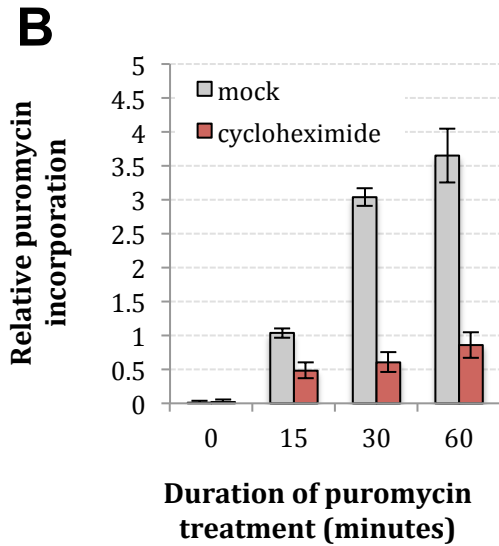 B
Relative puromycin
incorporation
5
4.5
4
3.5
3
2.5
2
1.5
1
0.5
0
mock
cycloheximide
0 15 30 60
Duration of puromycin
treatment (minutes)